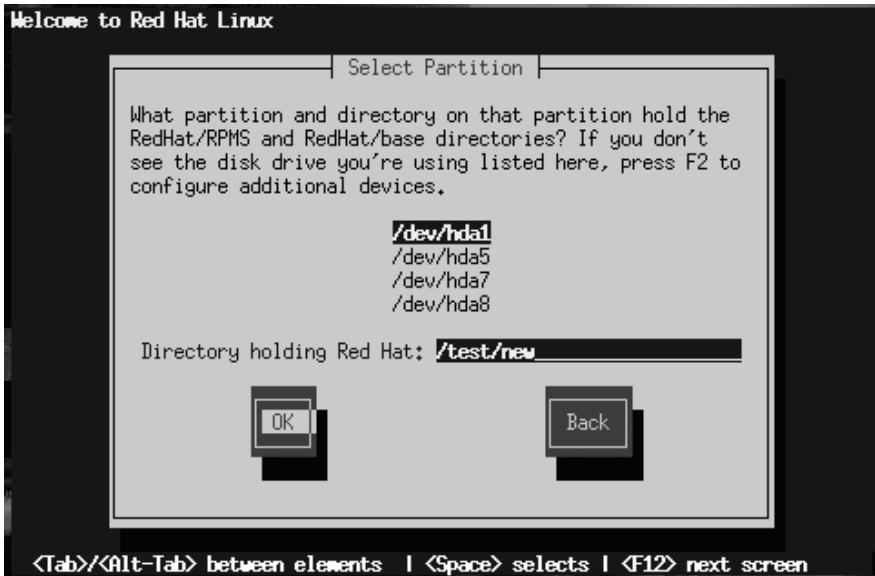 Welcome to Red Hat Linux
Select Partition
What partition and directory on that partition hold the
RedHat/RPMS and RedHat/base directories? If you don't
see the disk drive you're using listed here, press F2 to
configure additional devices.
/dev/hda1
/dev/hda5
/dev/hda7
/dev/hda8
Directory holding Red Hat: /test/new
OK Back
<Tab>/<Alt-Tab> between elements | <Space> selects | <F12> next screen